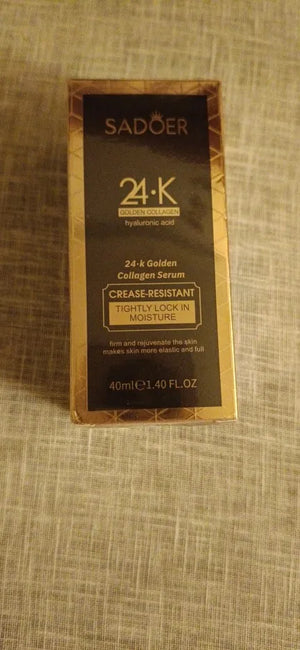 SADOER
24·K
GOLDEN COLLAGEN
hyaluronic acid
24·k Golden
Collagen Serum
CREASE-RESISTANT
TIGHTLY LOCK IN
MOISTURE
firm and rejuvenate the skin
makes skin more elastic and full
40ml℮1.40 FL.OZ